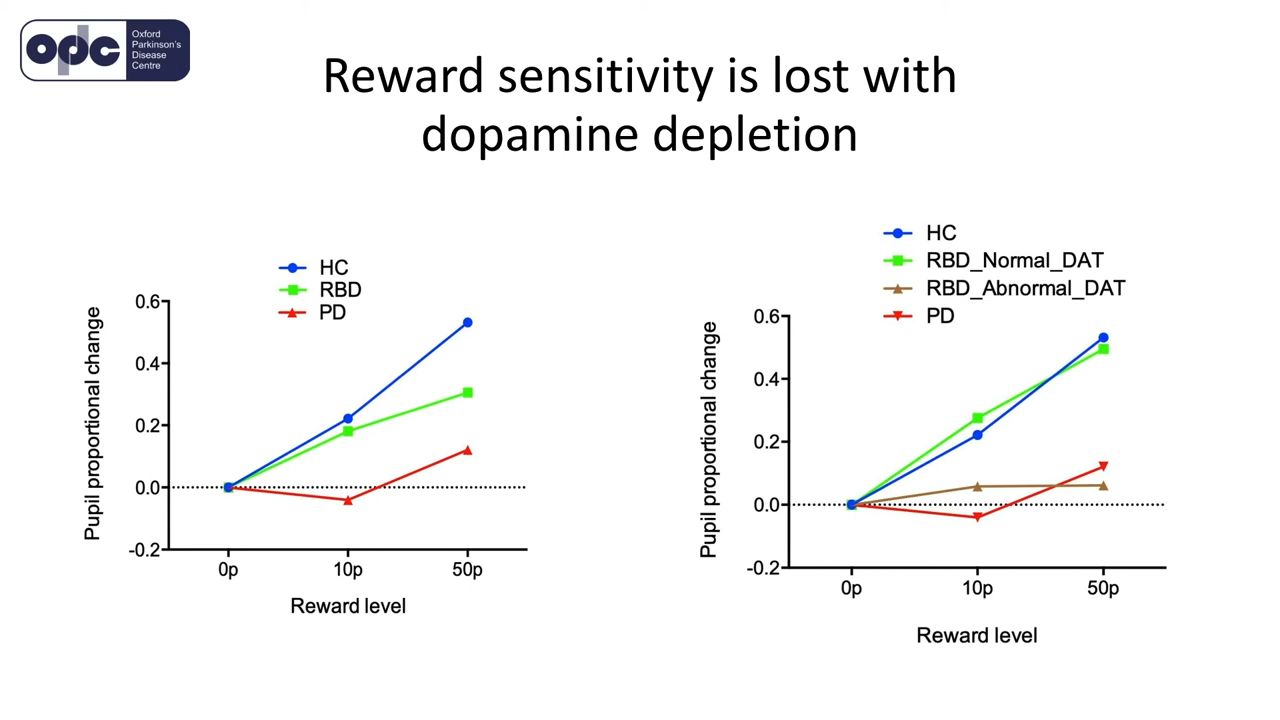 opdc
Oxford
Parkinson's
Disease
Centre
Reward sensitivity is lost with
dopamine depletion
HC
RBD
PD
0.6
0.4
0.2
0.0
-0.2
Pupil proportional change
0p
10p
50p
Reward level
HC
RBD_Normal_DAT
RBD_Abnormal_DAT
PD
0.6
0.4
0.2
0.0
-0.2
Pupil proportional change
0p
10p
50p
Reward level